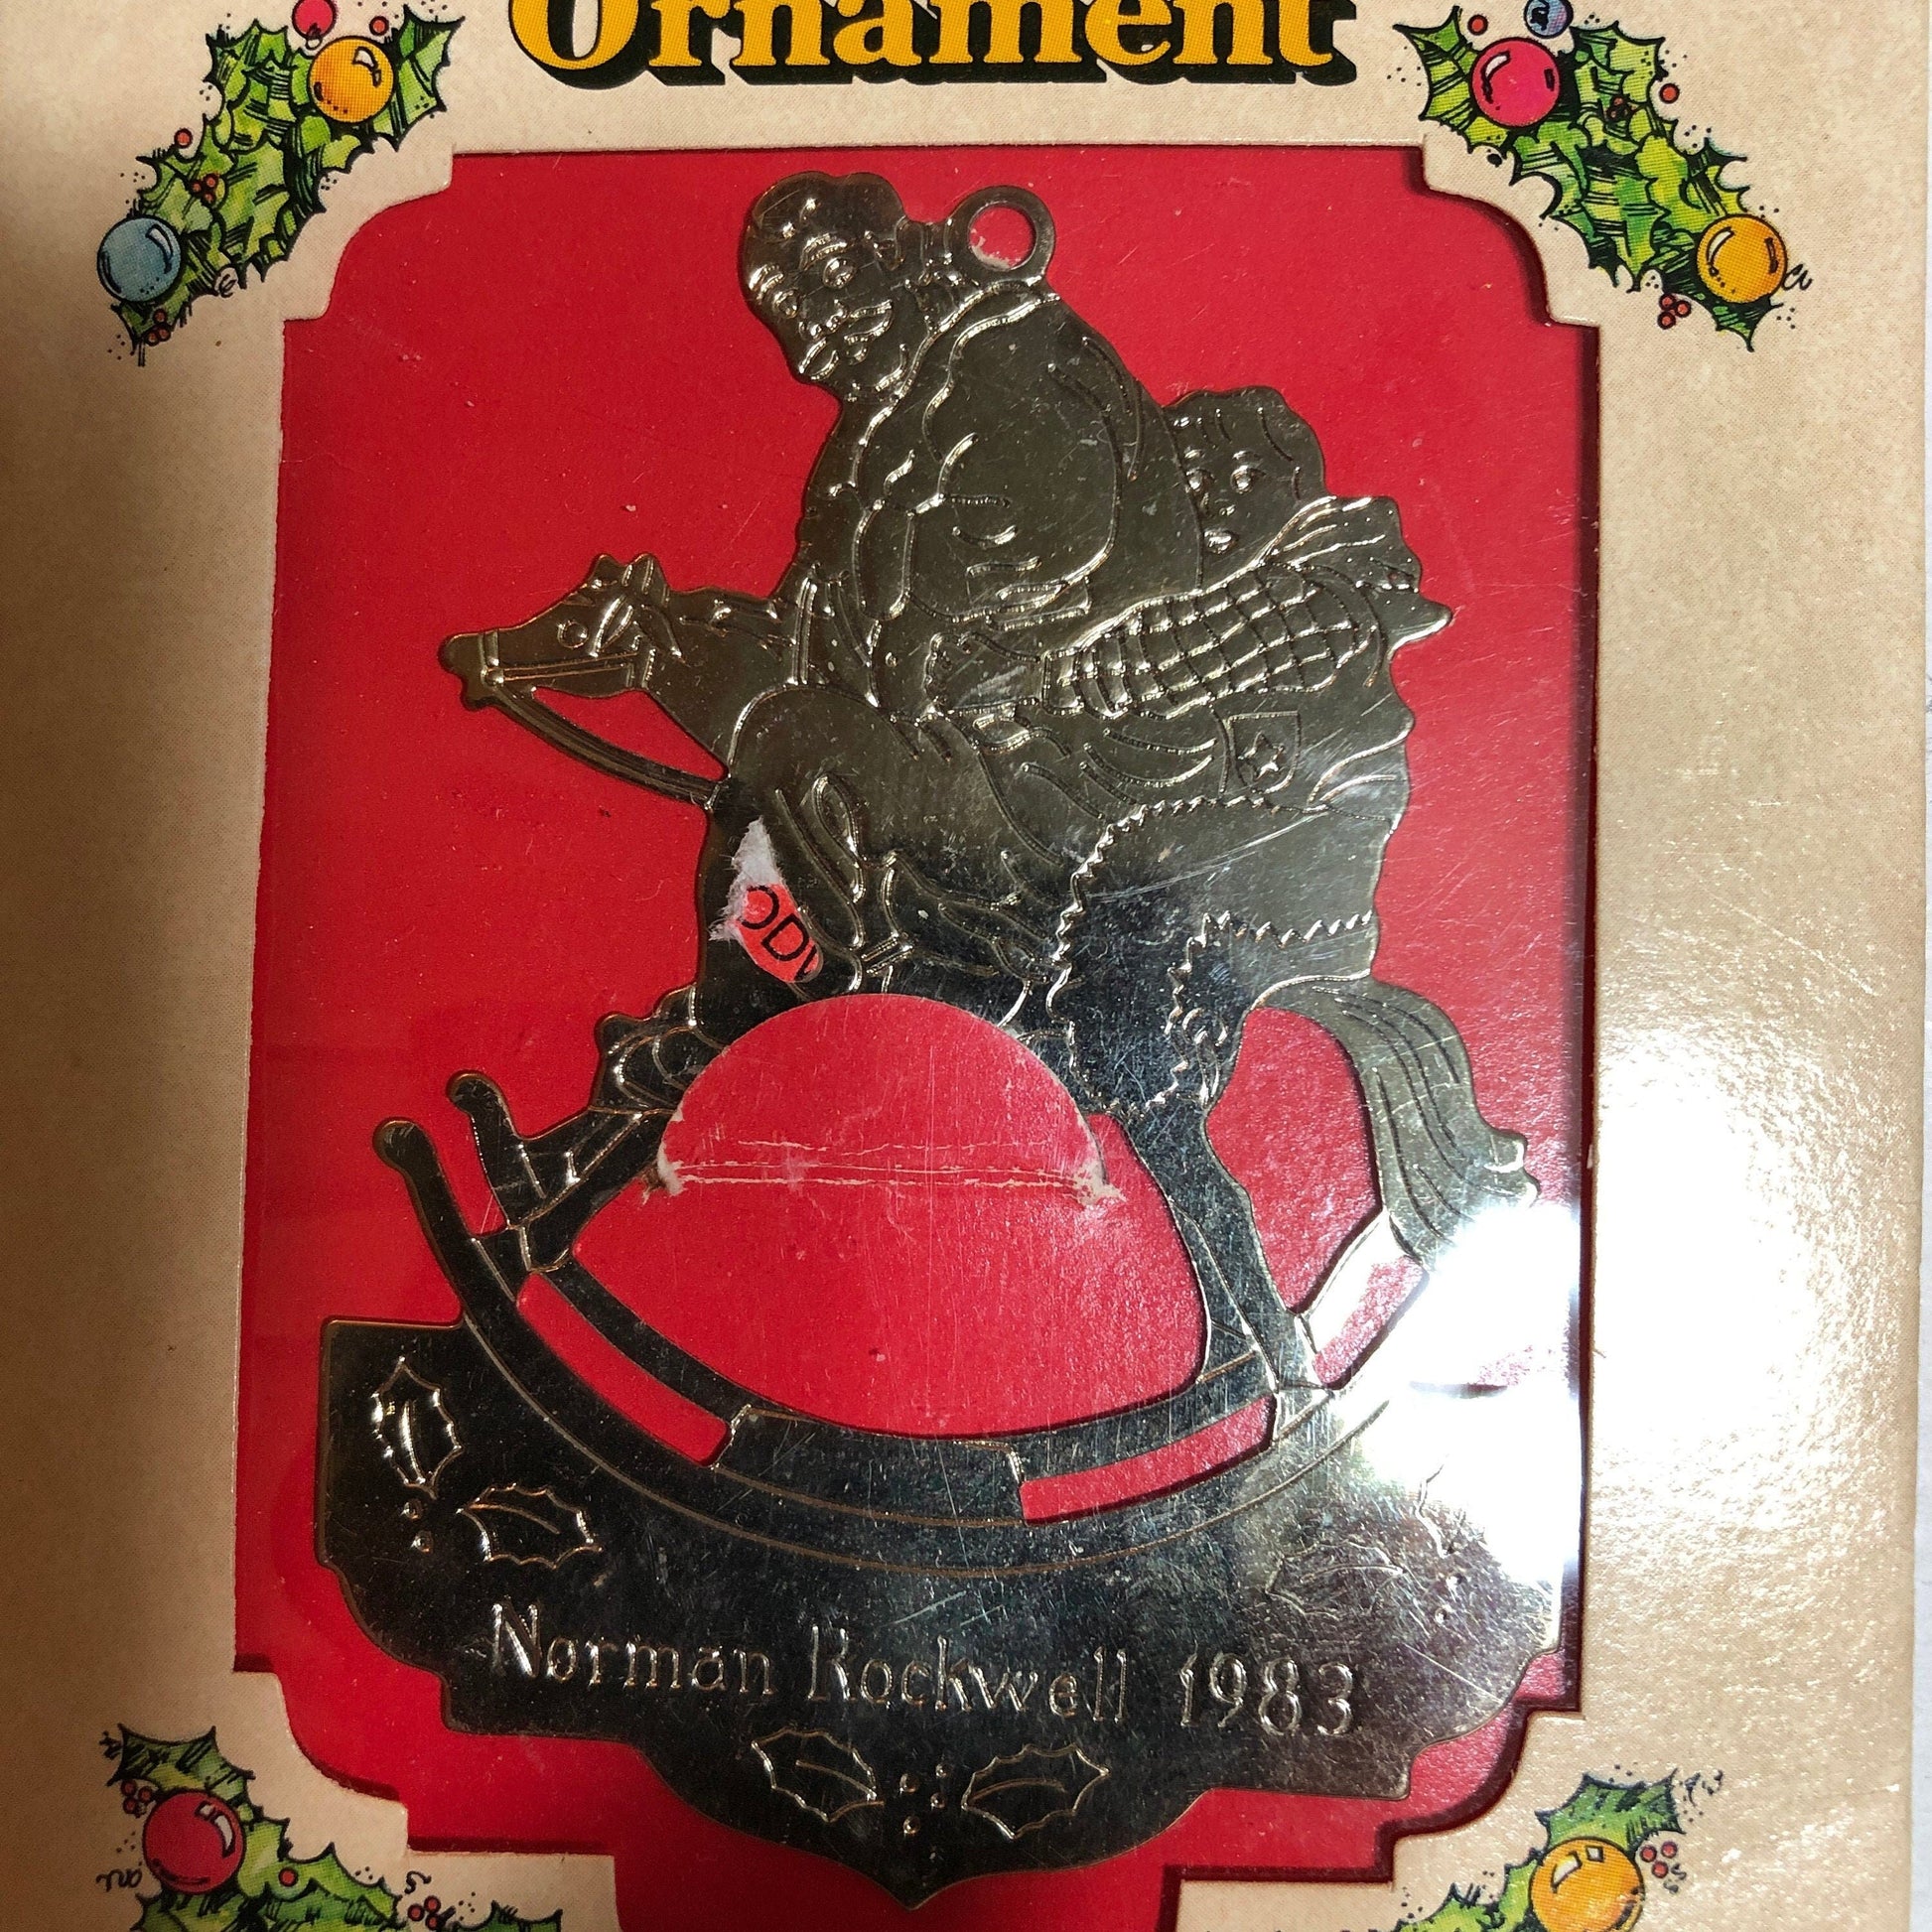 Ornament
Norman Rockwell 1983